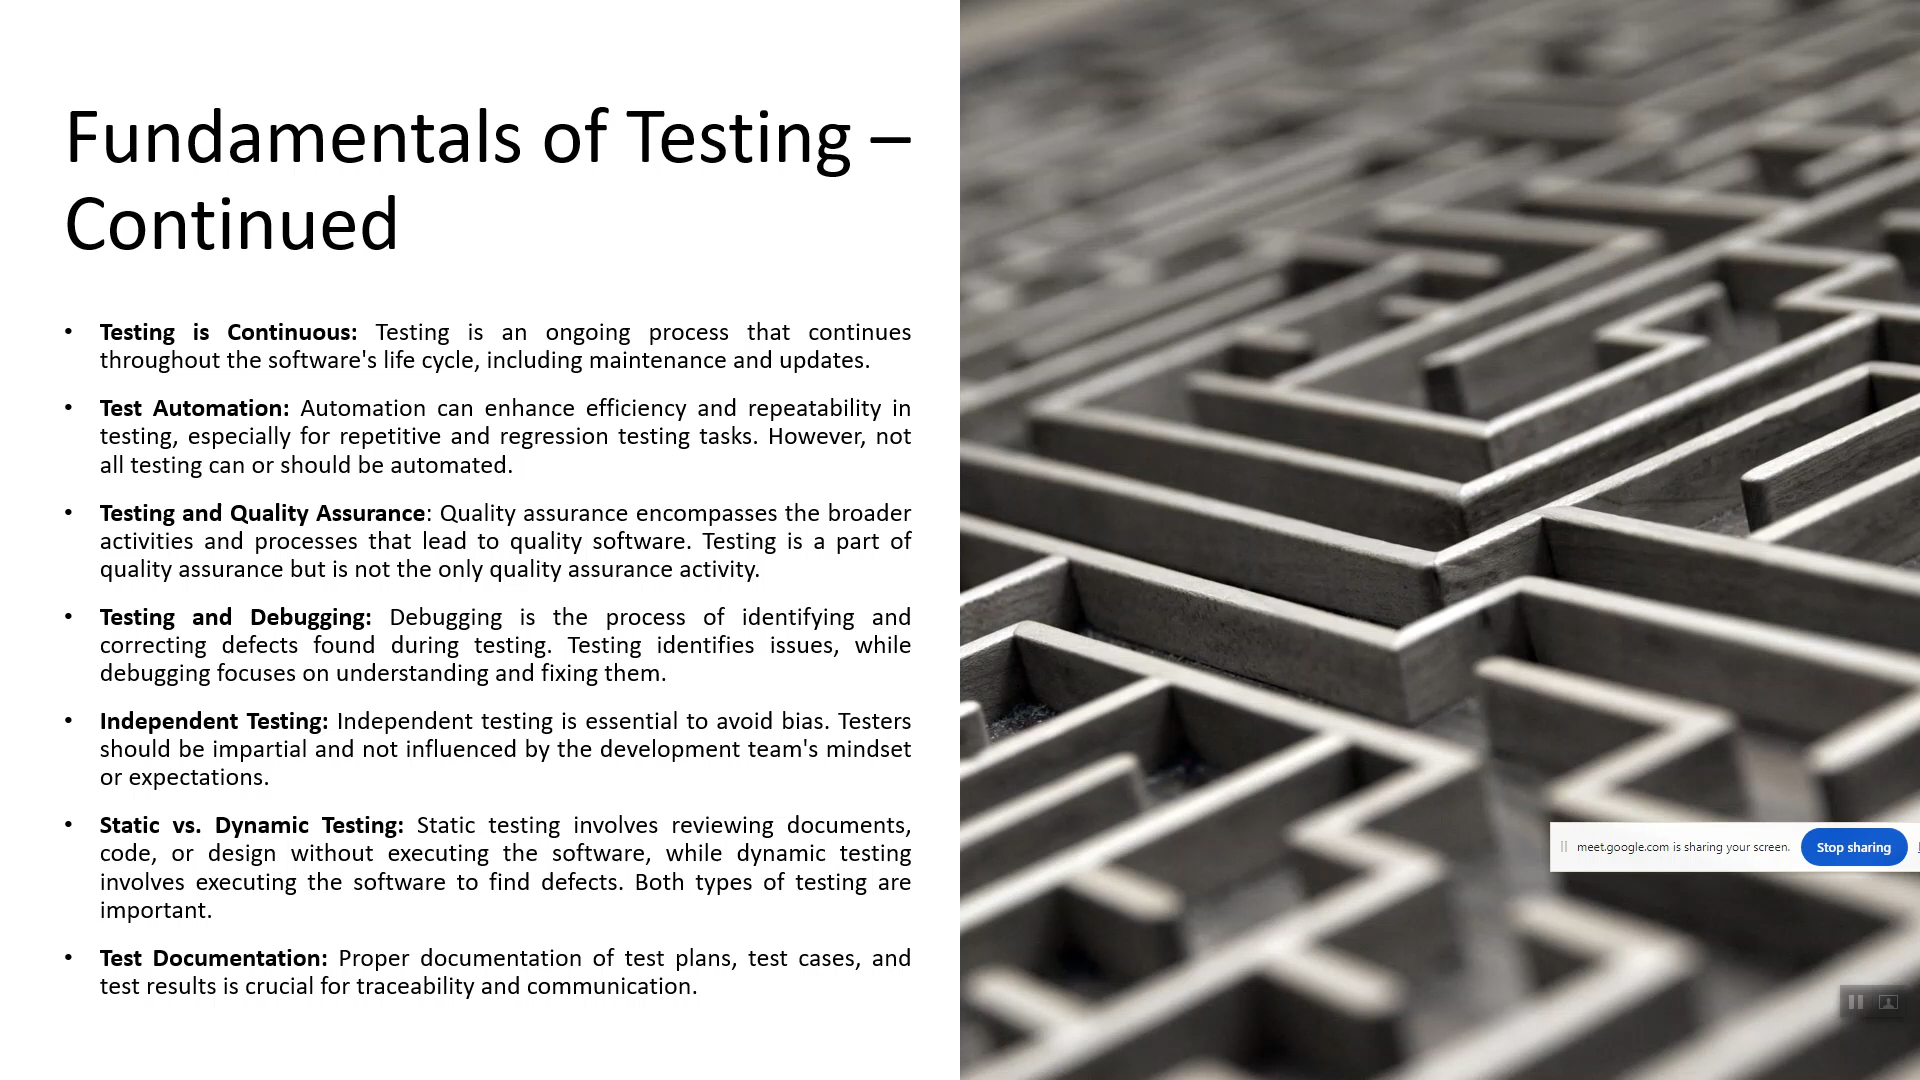 Fundamentals of Testing –
Continued
• Testing is Continuous: Testing is an ongoing process that continues
throughout the software's life cycle, including maintenance and updates.
• Test Automation: Automation can enhance efficiency and repeatability in
testing, especially for repetitive and regression testing tasks. However, not
all testing can or should be automated.
• Testing and Quality Assurance: Quality assurance encompasses the broader
activities and processes that lead to quality software. Testing is a part of
quality assurance but is not the only quality assurance activity.
• Testing and Debugging: Debugging is the process of identifying and
correcting defects found during testing. Testing identifies issues, while
debugging focuses on understanding and fixing them.
• Independent Testing: Independent testing is essential to avoid bias. Testers
should be impartial and not influenced by the development team's mindset
or expectations.
• Static vs. Dynamic Testing: Static testing involves reviewing documents,
code, or design without executing the software, while dynamic testing
involves executing the software to find defects. Both types of testing are
important.
• Test Documentation: Proper documentation of test plans, test cases, and
test results is crucial for traceability and communication.
meet.google.com is sharing your screen.
Stop sharing